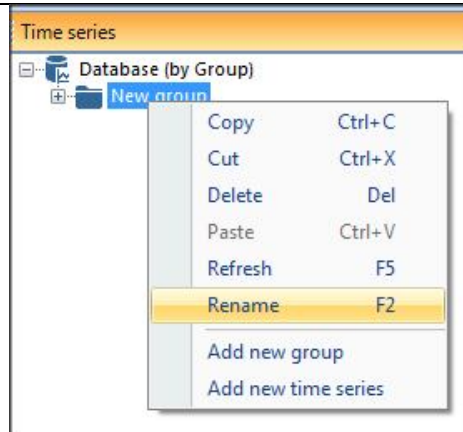 Time series
Database (by Group)
New group
Copy Ctrl+C
Cut Ctrl+X
Delete Del
Paste Ctrl+V
Refresh F5
Rename F2
Add new group
Add new time series